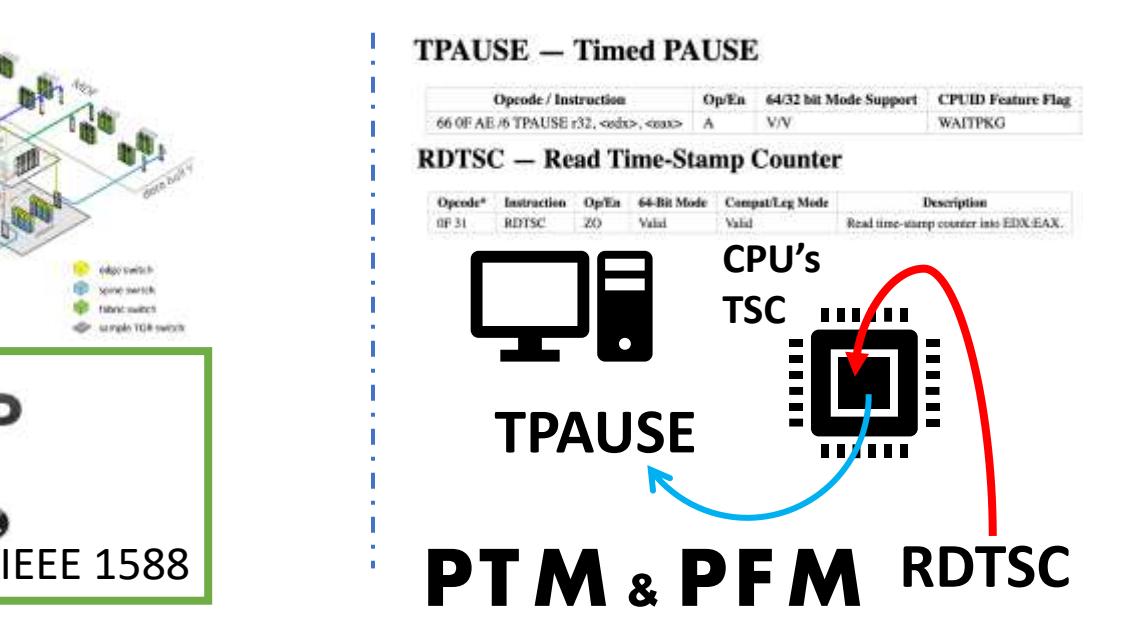 MDF
edge switch
spine switch
fabric switch
sample TOR switch
IEEE 1588
TPAUSE — Timed PAUSE
Opcode / Instruction Op/En 64/32 bit Mode Support CPUID Feature Flag
66 0F AE /6 TPAUSE r32, <edx>, <eax> A V/V WAITPKG
RDTSC — Read Time-Stamp Counter
Opcode* Instruction Op/En 64-Bit Mode Compat/Leg Mode Description
0F 31 RDTSC ZO Valid Valid Read time-stamp counter into EDX:EAX.
CPU's
TSC
TPAUSE
PTM & PFM
RDTSC